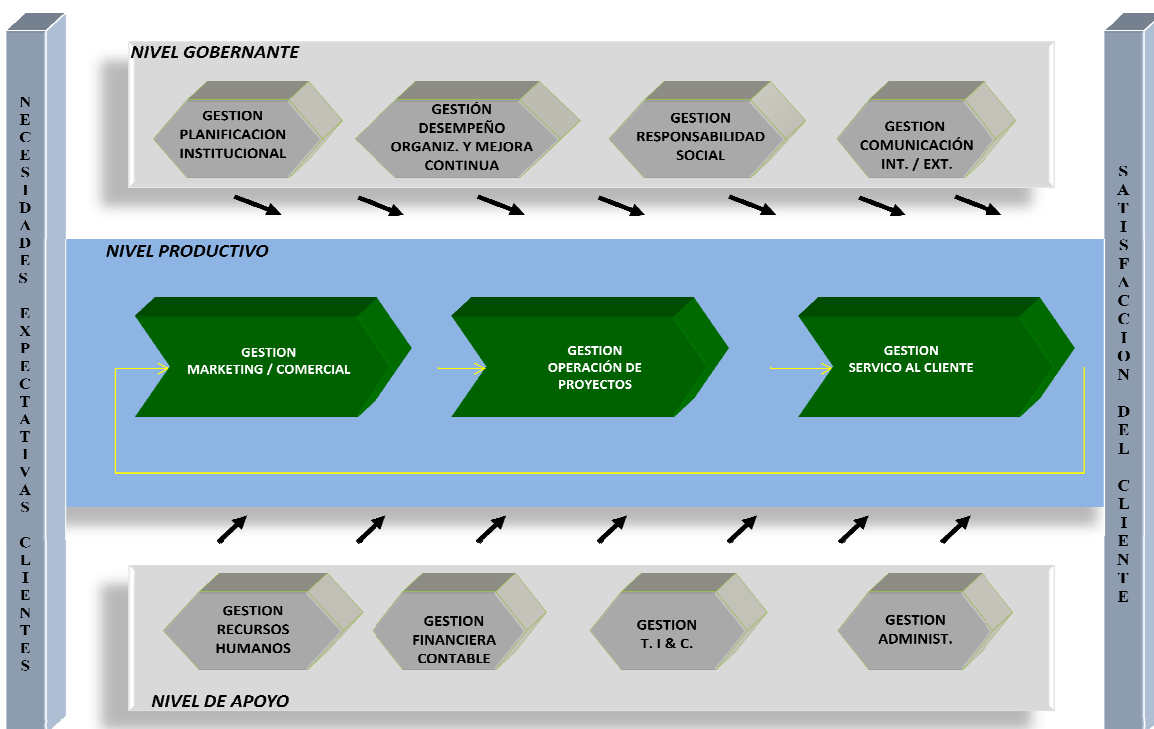 NECESIDADES EXPECTATIVAS CLIENTES
NIVEL GOBERNANTE
GESTION
PLANIFICACION
INSTITUCIONAL
GESTIÓN
DESEMPEÑO
ORGANIZ. Y MEJORA
CONTINUA
GESTION
RESPONSABILIDAD
SOCIAL
GESTION
COMUNICACIÓN
INT. / EXT.
NIVEL PRODUCTIVO
GESTION
MARKETING / COMERCIAL
GESTION
OPERACIÓN DE
PROYECTOS
GESTION
SERVICO AL CLIENTE
GESTION
RECURSOS
HUMANOS
GESTION
FINANCIERA
CONTABLE
GESTION
T. I & C.
GESTION
ADMINIST.
NIVEL DE APOYO
SATISFACCION DEL CLIENTE